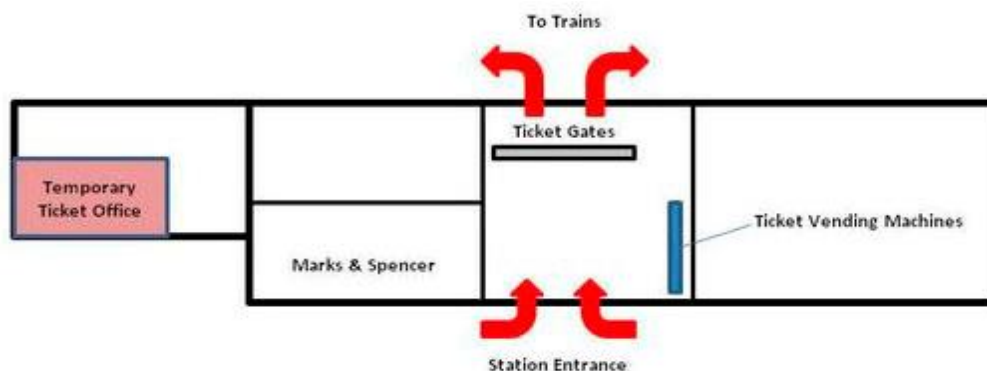 To Trains
Ticket Gates
Temporary
Ticket Office
Ticket Vending Machines
Marks & Spencer
Station Entrance